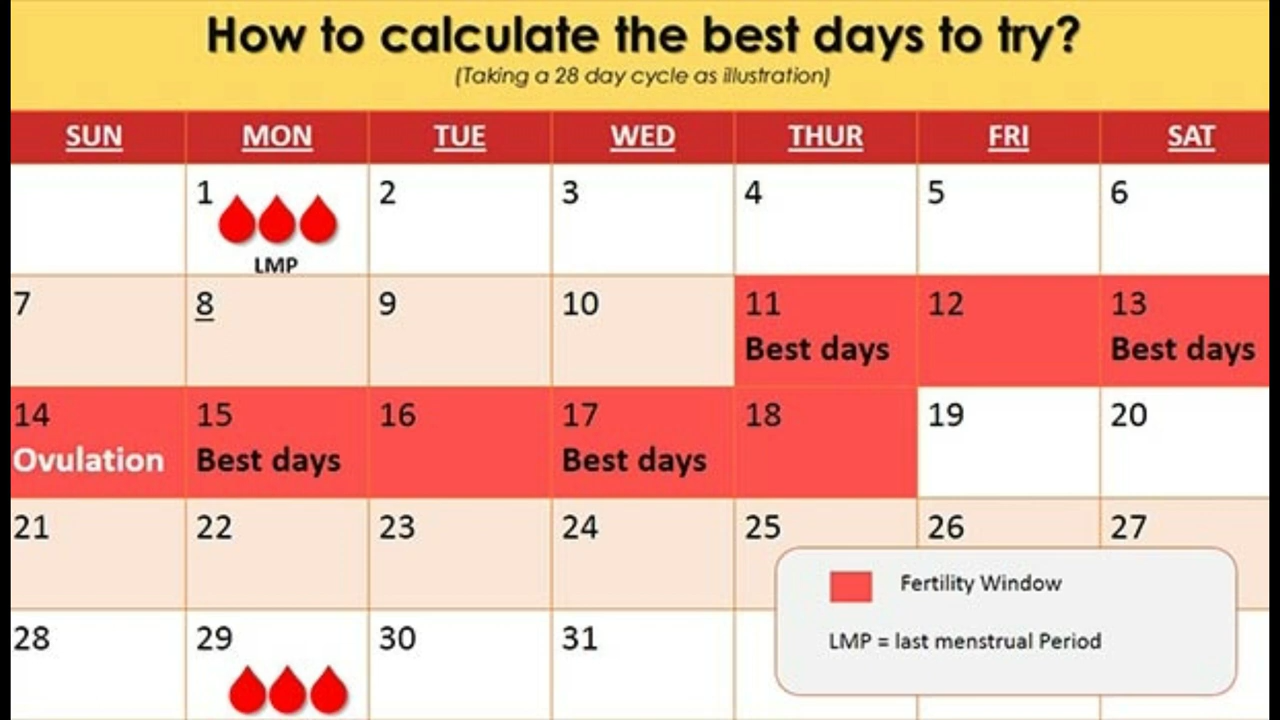 How to calculate the best days to try?
(Taking a 28 day cycle as illustration)
SUN MON TUE WED THUR FRI SAT
1 2 3 4 5 6
LMP
7 8 9 10 11 12 13
Best days Best days
14 15 16 17 18 19 20
Ovulation Best days Best days
21 22 23 24 25 26 27
Fertility Window
28 29 30 31
LMP = last menstrual Period